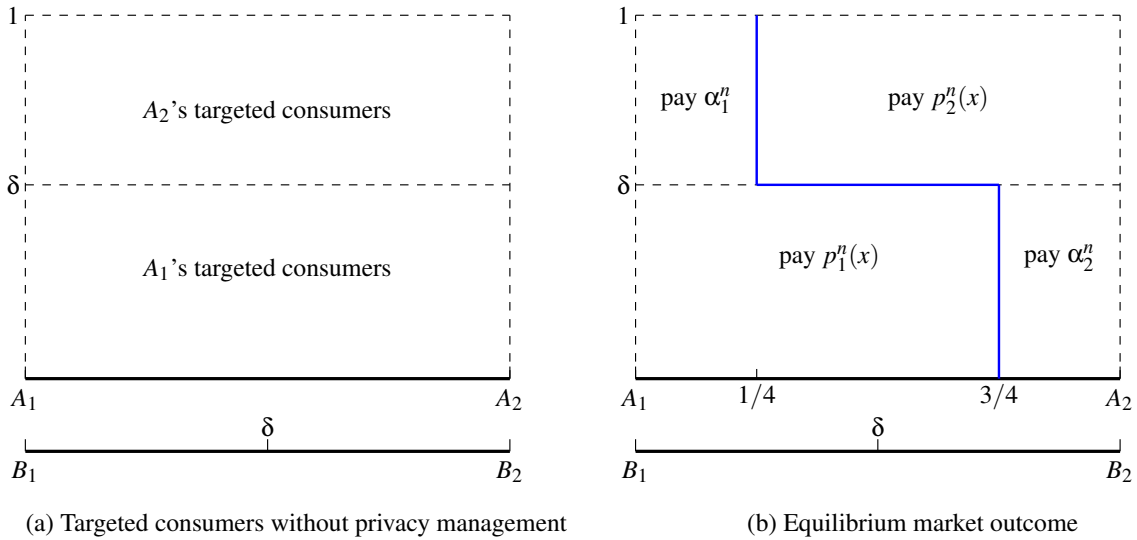 1
A₂'s targeted consumers
δ
A₁'s targeted consumers
A₁ A₂
δ
B₁ B₂
(a) Targeted consumers without privacy management
1
pay α₁ⁿ pay p₂ⁿ(x)
δ
pay p₁ⁿ(x) pay α₂ⁿ
A₁ 1/4 3/4 A₂
δ
B₁ B₂
(b) Equilibrium market outcome